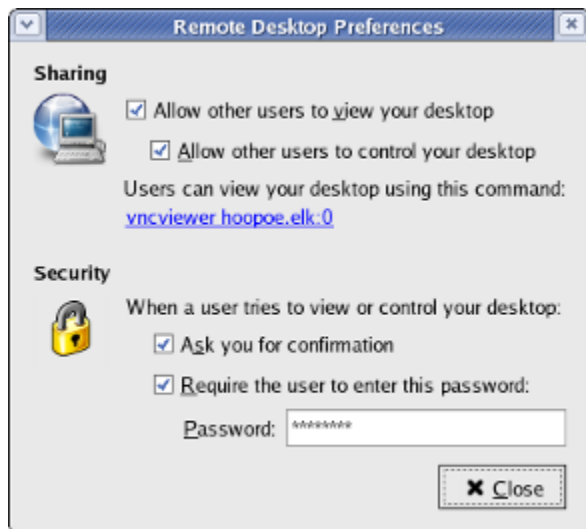 Remote Desktop Preferences
Sharing
Allow other users to view your desktop
Allow other users to control your desktop
Users can view your desktop using this command:
vncviewer hoopoe.elk:0
Security
When a user tries to view or control your desktop:
Ask you for confirmation
Require the user to enter this password:
Password: ********
Close